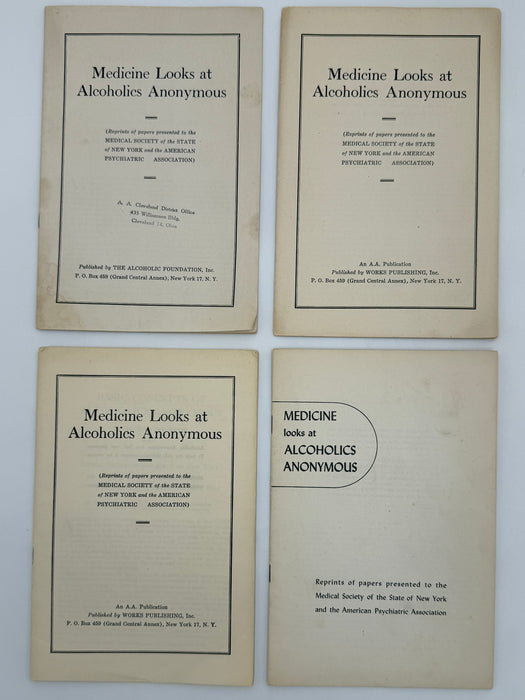 Medicine Looks at
Alcoholics Anonymous
(Reprints of papers presented to the
MEDICAL SOCIETY of the STATE
of NEW YORK and the AMERICAN
PSYCHIATRIC ASSOCIATION)
A. A. Cleveland District Office
435 Williamson Bldg.
Cleveland 14, Ohio
Published by THE ALCOHOLIC FOUNDATION, Inc.
P. O. Box 459 (Grand Central Annex), New York 17, N. Y.
Medicine Looks at
Alcoholics Anonymous
(Reprints of papers presented to the
MEDICAL SOCIETY of the STATE
of NEW YORK and the AMERICAN
PSYCHIATRIC ASSOCIATION)
An A.A. Publication
Published by WORKS PUBLISHING, Inc.
P. O. Box 459 (Grand Central Annex), New York 17, N. Y.
Medicine Looks at
Alcoholics Anonymous
(Reprints of papers presented to the
MEDICAL SOCIETY of the STATE
of NEW YORK and the AMERICAN
PSYCHIATRIC ASSOCIATION)
An A.A. Publication
Published by WORKS PUBLISHING, Inc.
P. O. Box 459 (Grand Central Annex), New York 17, N. Y.
MEDICINE
looks at
ALCOHOLICS
ANONYMOUS
Reprints of papers presented to the
Medical Society of the State of New York
and the American Psychiatric Association